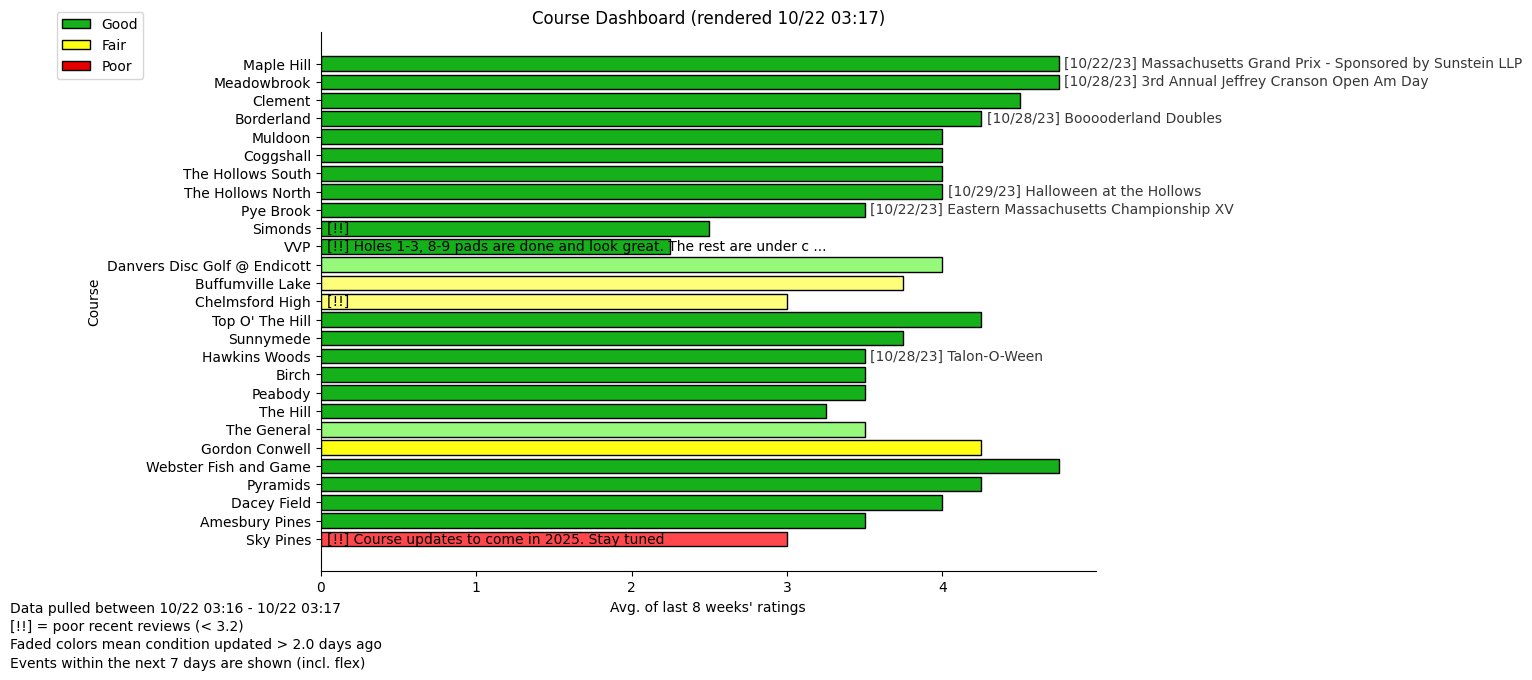 Good
Fair
Poor
Course Dashboard (rendered 10/22 03:17)
Maple Hill [10/22/23] Massachusetts Grand Prix - Sponsored by Sunstein LLP
Meadowbrook [10/28/23] 3rd Annual Jeffrey Cranson Open Am Day
Clement
Borderland [10/28/23] Booooderland Doubles
Muldoon
Coggshall
The Hollows South
The Hollows North [10/29/23] Halloween at the Hollows
Pye Brook [10/22/23] Eastern Massachusetts Championship XV
Simonds [!!]
VVP [!!] Holes 1-3, 8-9 pads are done and look great. The rest are under c ...
Danvers Disc Golf @ Endicott
Buffumville Lake
Chelmsford High [!!]
Top O' The Hill
Sunnymede
Hawkins Woods [10/28/23] Talon-O-Ween
Birch
Peabody
The Hill
The General
Gordon Conwell
Webster Fish and Game
Pyramids
Dacey Field
Amesbury Pines
Sky Pines [!!] Course updates to come in 2025. Stay tuned
Course
0 1 2 3 4
Avg. of last 8 weeks' ratings
Data pulled between 10/22 03:16 - 10/22 03:17
[!!] = poor recent reviews (< 3.2)
Faded colors mean condition updated > 2.0 days ago
Events within the next 7 days are shown (incl. flex)